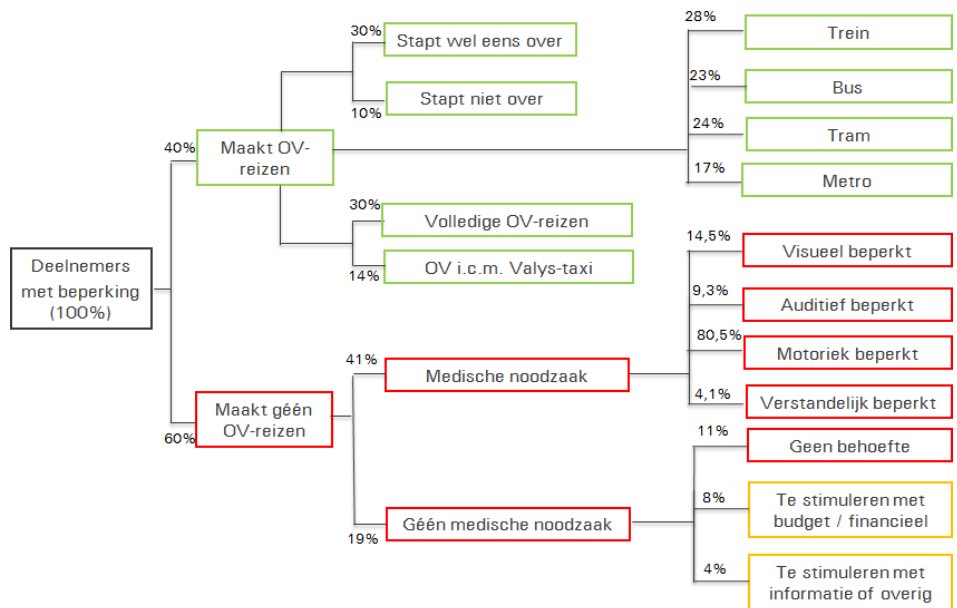 30%
Stapt wel eens over
Stapt niet over
10%
28%
Trein
23%
Bus
24%
Tram
17%
Metro
40%
Maakt OV-
reizen
30%
Volledige OV-reizen
OV i.c.m. Valys-taxi
14%
Deelnemers
met beperking
(100%)
14,5%
Visueel beperkt
9,3%
Auditief beperkt
80,5%
Motoriek beperkt
4,1%
Verstandelijk beperkt
41%
Medische noodzaak
Maakt géén
OV-reizen
60%
11%
Geen behoefte
Géén medische noodzaak
19%
8%
Te stimuleren met
budget / financieel
4%
Te stimuleren met
informatie of overig